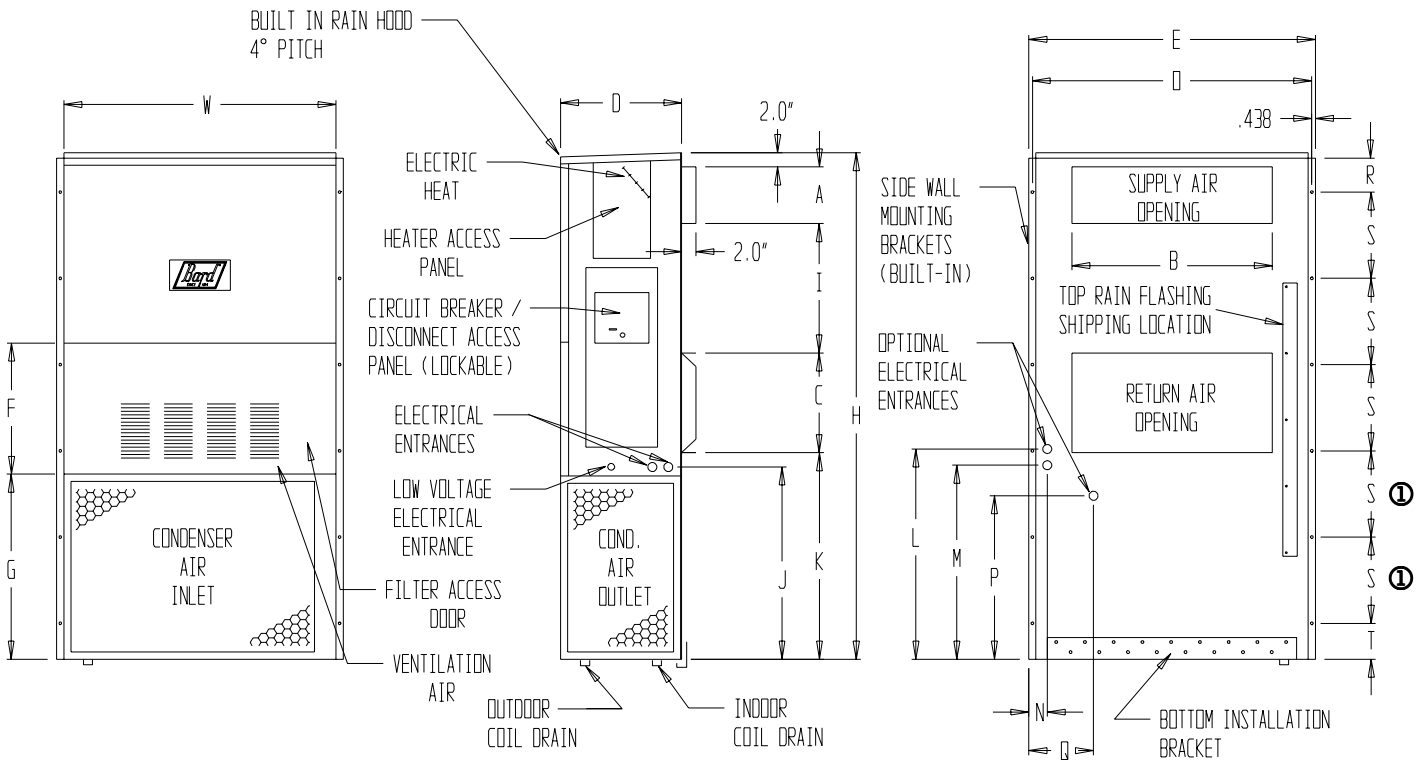 BUILT IN RAIN HOOD
4° PITCH
W
D
2.0"
E
O
.438
ELECTRIC
HEAT
HEATER ACCESS
PANEL
CIRCUIT BREAKER /
DISCONNECT ACCESS
PANEL (LOCKABLE)
ELECTRICAL
ENTRANCES
LOW VOLTAGE
ELECTRICAL
ENTRANCE
FILTER ACCESS
DOOR
VENTILATION
AIR
Bard
F
G
CONDENSER
AIR
INLET
A
2.0"
I
C
H
J
K
COND.
AIR
OUTLET
OUTDOOR
COIL DRAIN
INDOOR
COIL DRAIN
SIDE WALL
MOUNTING
BRACKETS
(BUILT-IN)
OPTIONAL
ELECTRICAL
ENTRANCES
SUPPLY AIR
OPENING
B
TOP RAIN FLASHING
SHIPPING LOCATION
RETURN AIR
OPENING
R
S
S
S
S ①
S ①
T
L
M
P
N
Q
BOTTOM INSTALLATION
BRACKET